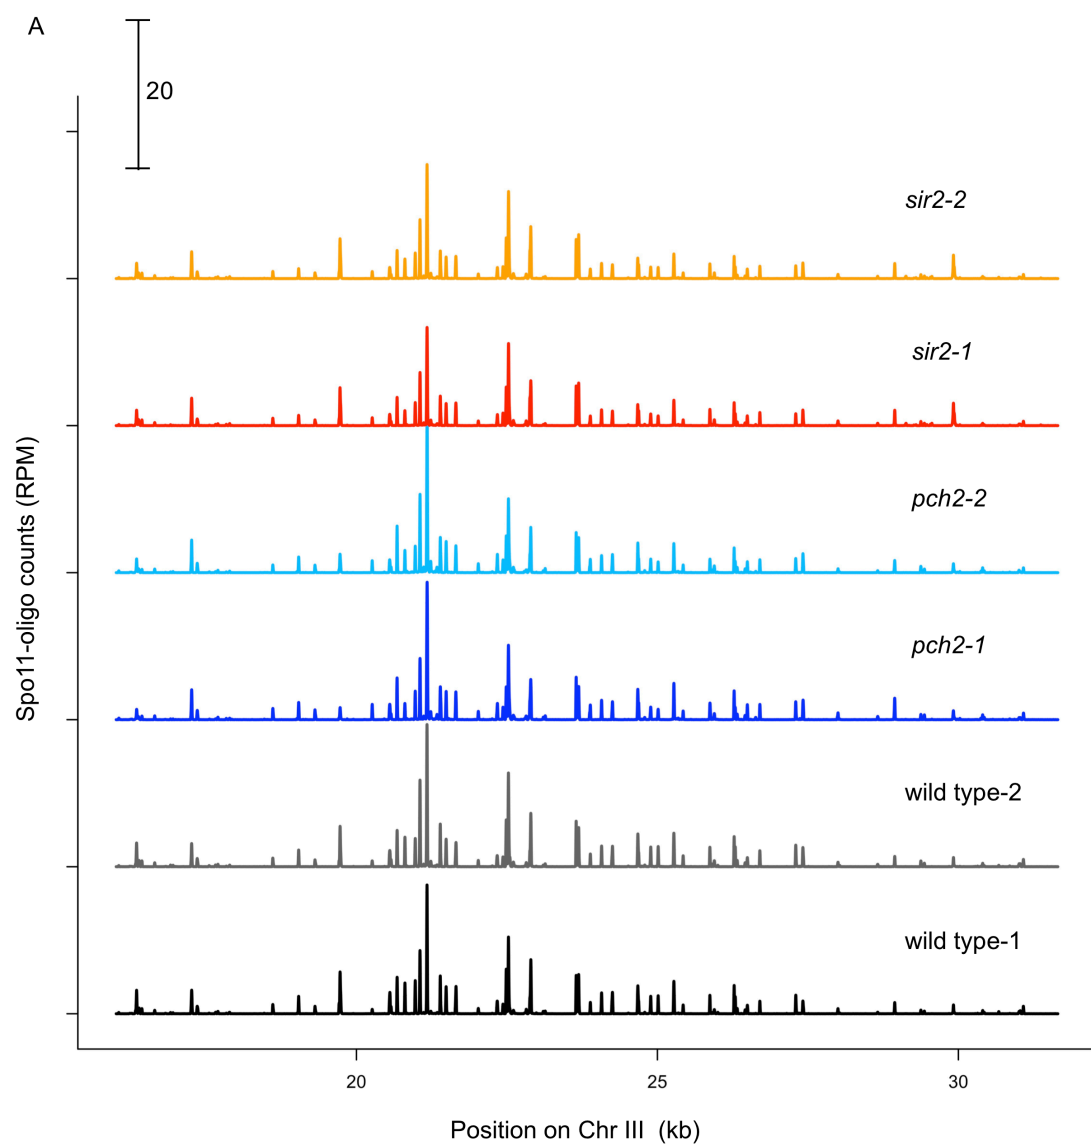 A
20
sir2-2
sir2-1
pch2-2
pch2-1
wild type-2
wild type-1
Spo11-oligo counts (RPM)
20
25
30
Position on Chr III (kb)